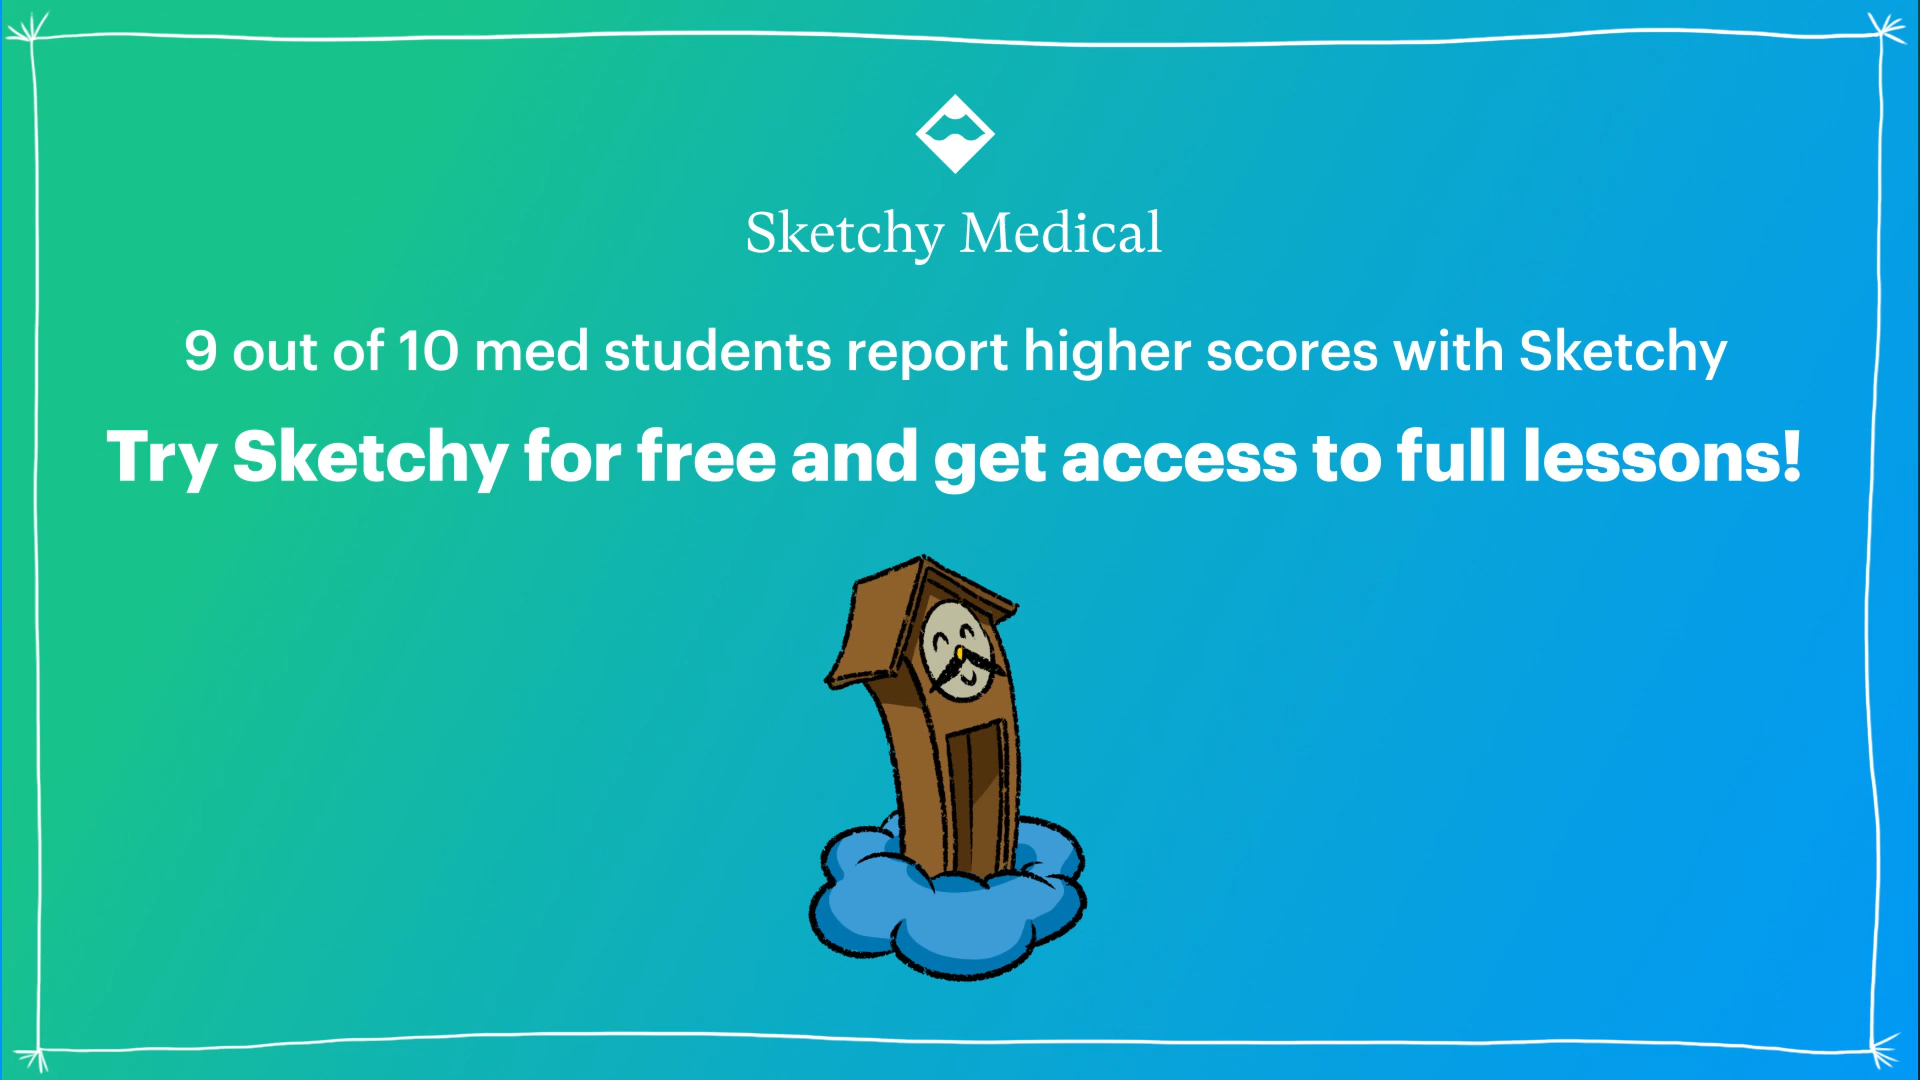 Sketchy Medical
9 out of 10 med students report higher scores with Sketchy
Try Sketchy for free and get access to full lessons!